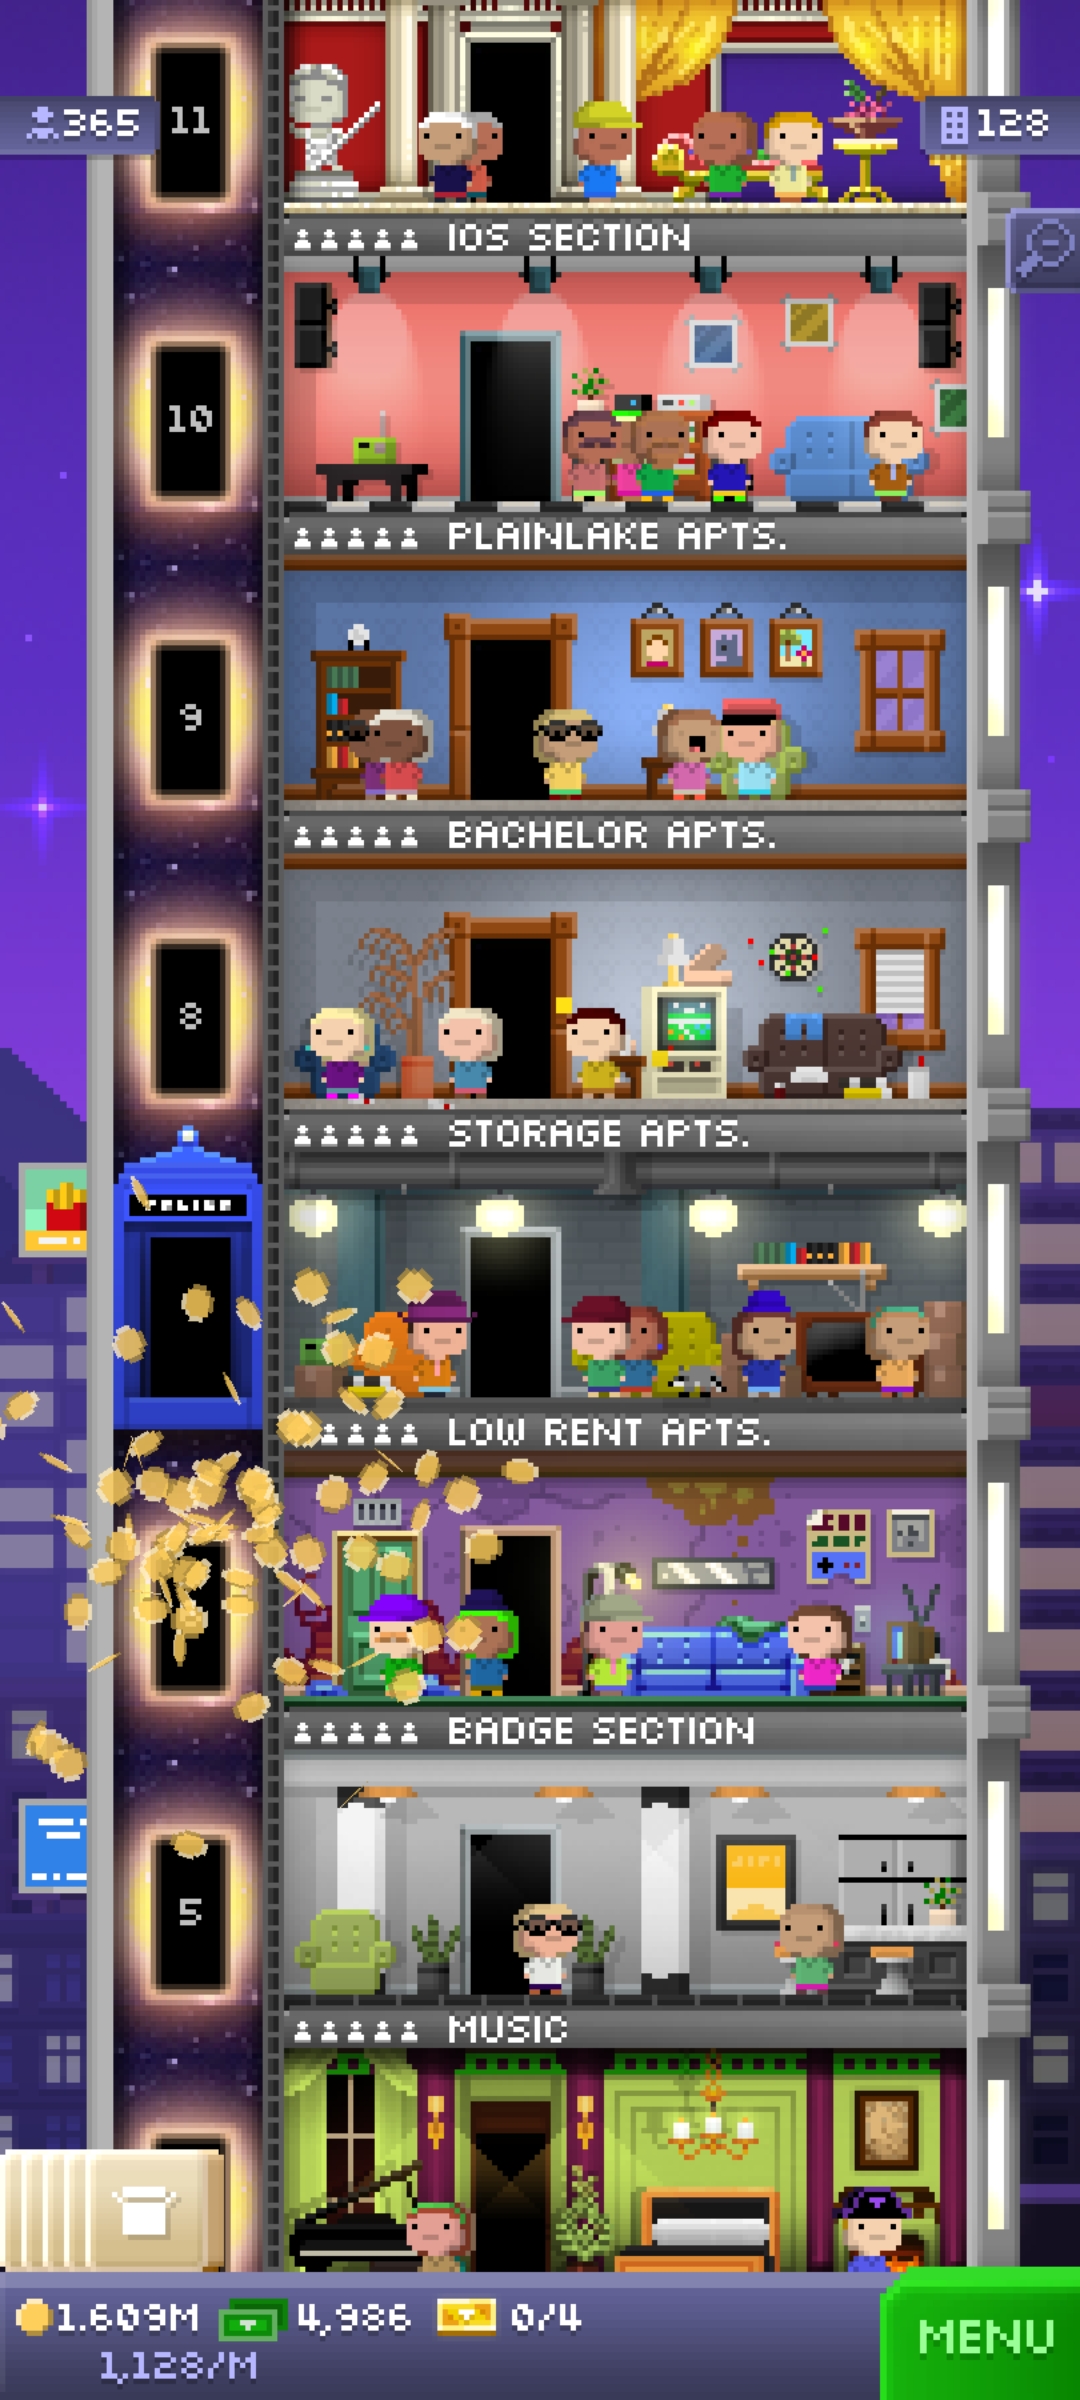 11
365
128
IOS SECTION
10
PLAINLAKE APTS.
9
BACHELOR APTS.
8
STORAGE APTS.
POLICE
LOW RENT APTS.
BADGE SECTION
5
MUSIC
1.609M 4,986 0/4
1,128/M
MENU